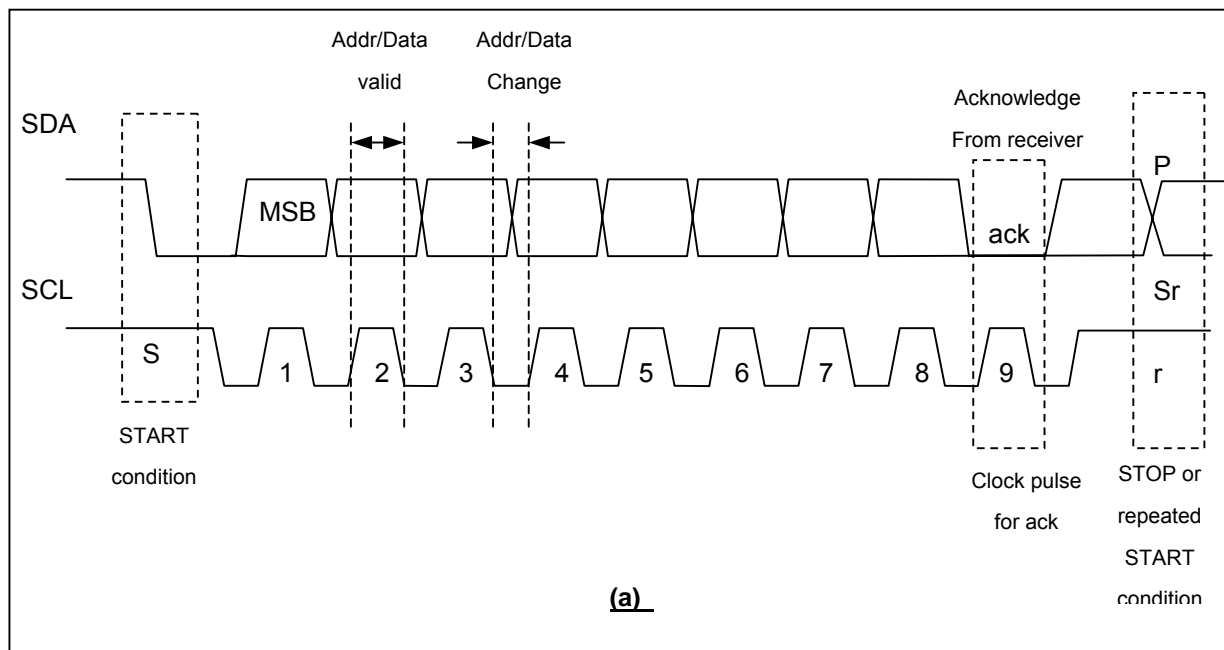 Addr/Data
valid
Addr/Data
Change
Acknowledge
From receiver
SDA
P
MSB
ack
SCL
Sr
S
1 2 3 4 5 6 7 8 9
r
START
condition
Clock pulse
for ack
STOP or
repeated
START
condition
(a)